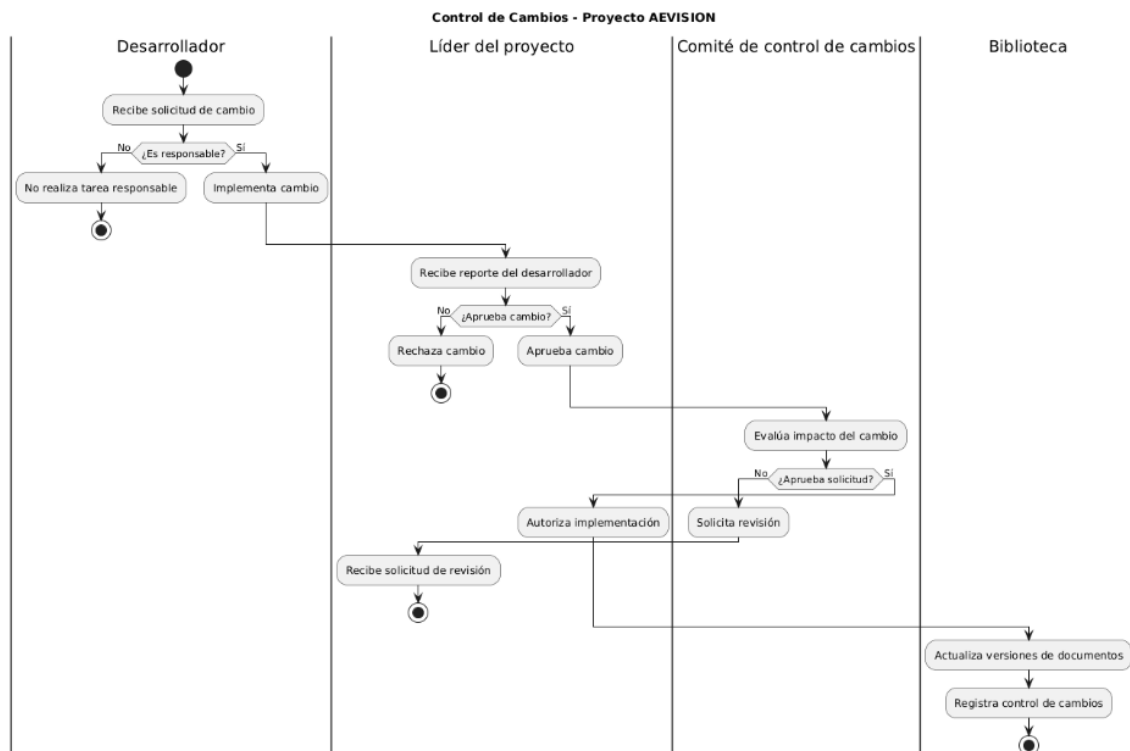 Control de Cambios - Proyecto AEVISION
Desarrollador
Líder del proyecto
Comité de control de cambios
Biblioteca
Recibe solicitud de cambio
No
¿Es responsable?
Sí
No realiza tarea responsable
Implementa cambio
Recibe reporte del desarrollador
No
¿Aprueba cambio?
Sí
Rechaza cambio
Aprueba cambio
Evalúa impacto del cambio
No
¿Aprueba solicitud?
Sí
Autoriza implementación
Solicita revisión
Recibe solicitud de revisión
Actualiza versiones de documentos
Registra control de cambios